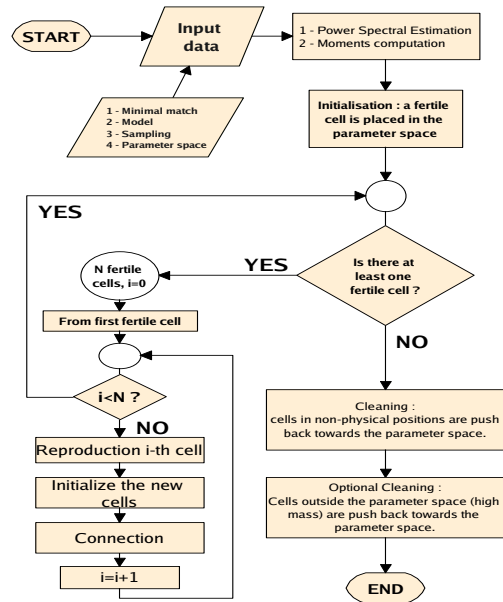 START
Input
data
1 - Power Spectral Estimation
2 - Moments computation
1 - Minimal match
2 - Model
3 - Sampling
4 - Parameter space
Initialisation : a fertile
cell is placed in the
parameter space
YES
Is there at
least one
fertile cell ?
YES
N fertile
cells, i=0
From first fertile cell
NO
i<N ?
NO
Reproduction i-th cell
Initialize the new
cells
Connection
i=i+1
Cleaning :
cells in non-physical positions are push
back towards the parameter space.
Optional Cleaning :
Cells outside the parameter space (high
mass) are push back towards the
parameter space.
END